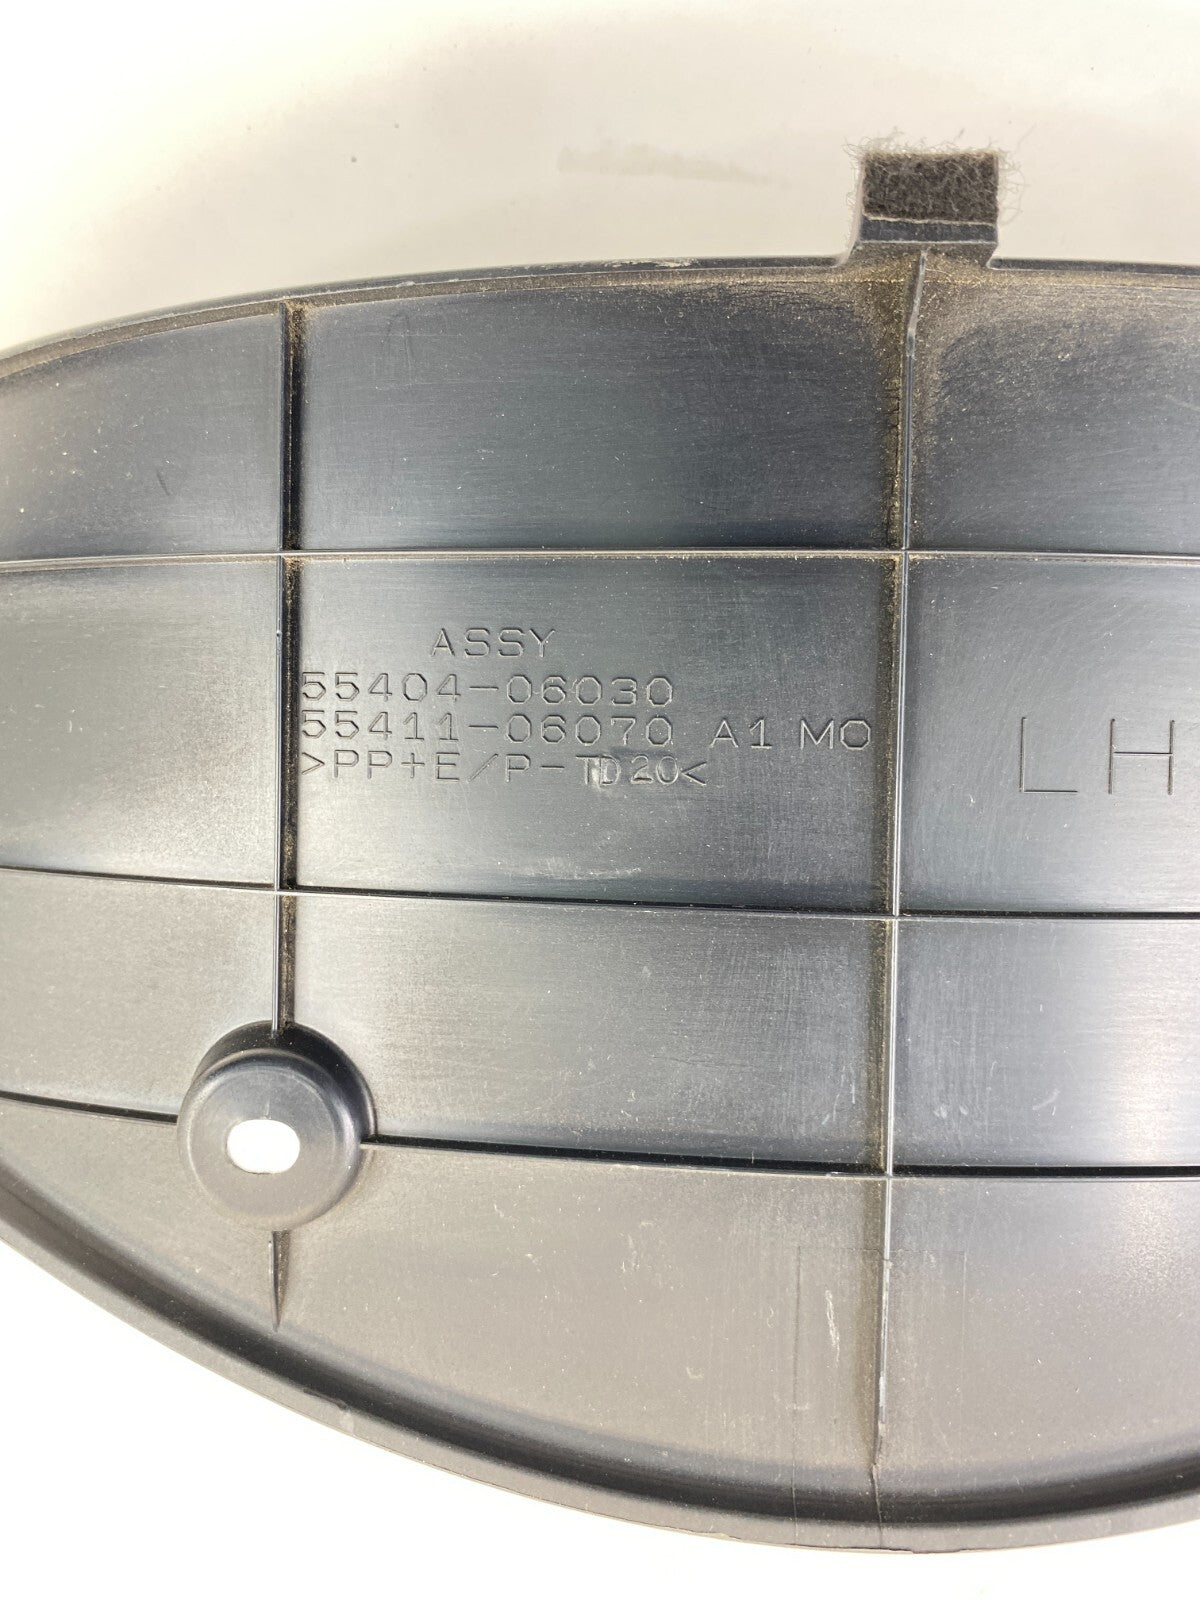 ASSY
55404-06030
55411-06070 A1 MO
>PP+E/P-TD20<
LH